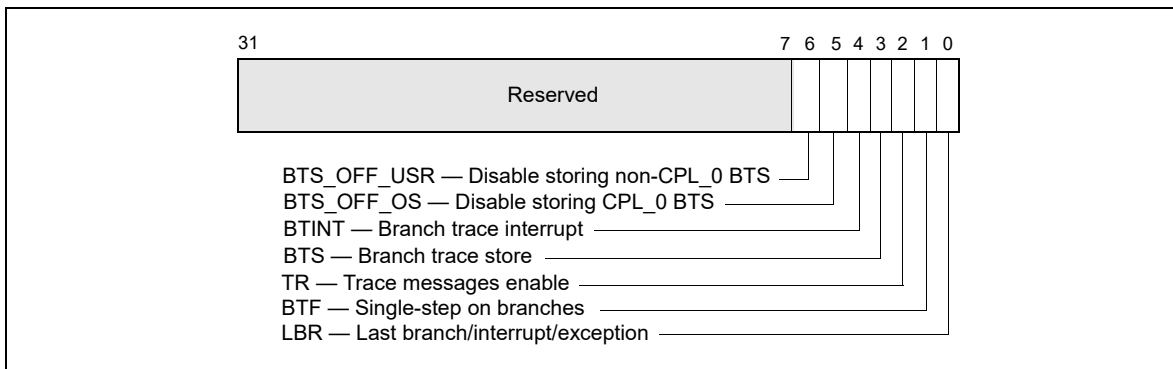 31 7 6 5 4 3 2 1 0
Reserved
BTS_OFF_USR — Disable storing non-CPL_0 BTS
BTS_OFF_OS — Disable storing CPL_0 BTS
BTINT — Branch trace interrupt
BTS — Branch trace store
TR — Trace messages enable
BTF — Single-step on branches
LBR — Last branch/interrupt/exception